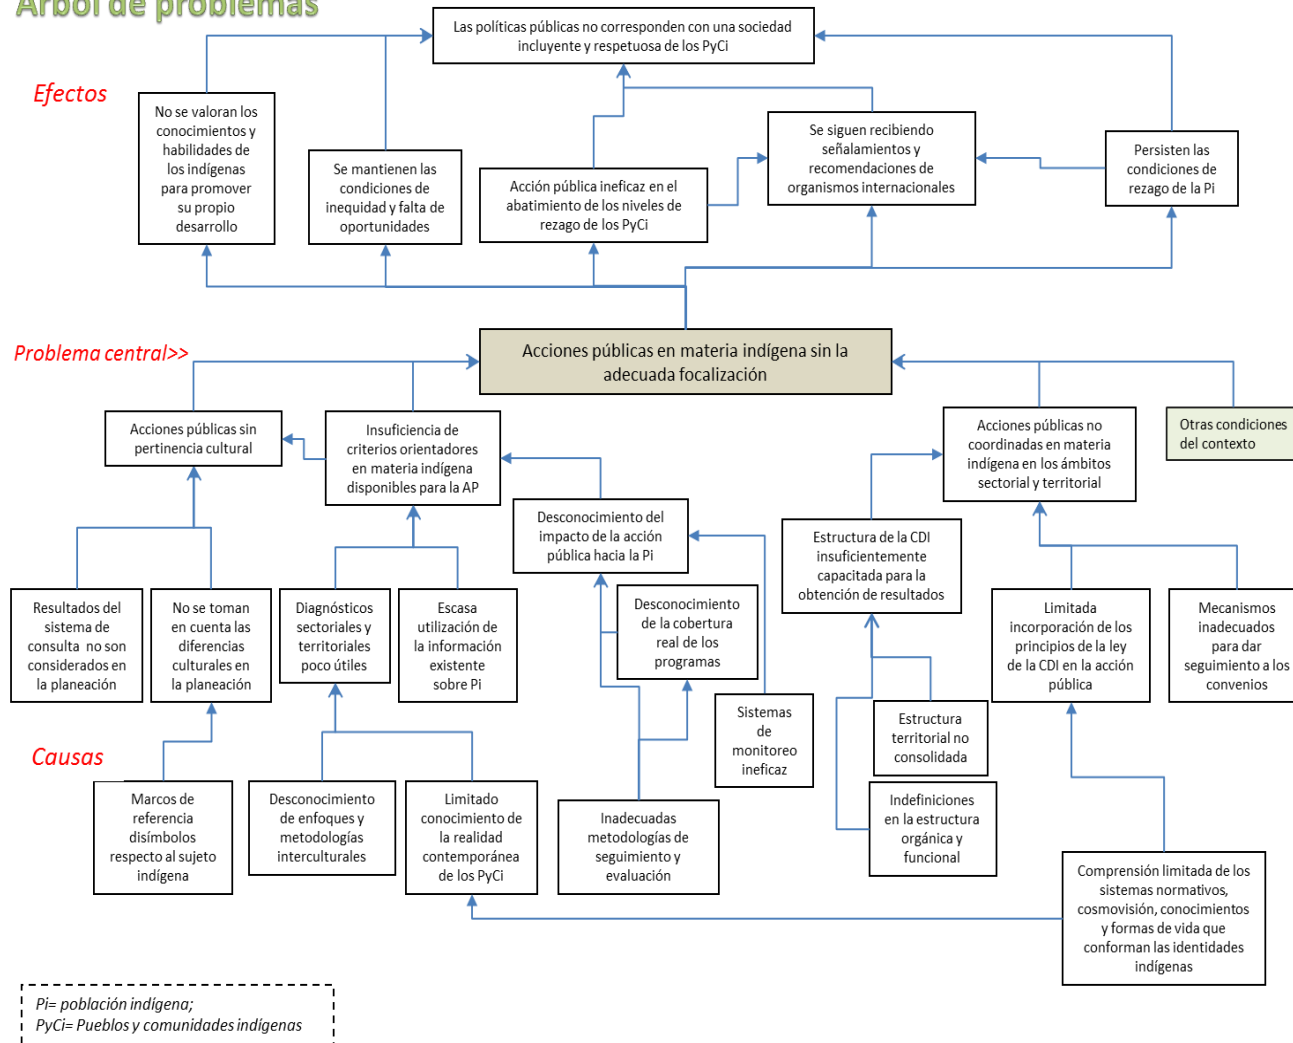 Árbol de problemas
Las políticas públicas no corresponden con una sociedad
incluyente y respetuosa de los PyCi
Efectos
No se valoran los
conocimientos y
habilidades de
los indígenas
para promover
su propio
desarrollo
Se mantienen las
condiciones de
inequidad y falta de
oportunidades
Acción pública ineficaz en el
abatimiento de los niveles de
rezago de los PyCi
Se siguen recibiendo
señalamientos y
recomendaciones de
organismos internacionales
Persisten las
condiciones de
rezago de la Pi
Problema central>>
Acciones públicas en materia indígena sin la
adecuada focalización
Acciones públicas sin
pertinencia cultural
Insuficiencia de
criterios orientadores
en materia indígena
disponibles para la AP
Acciones públicas no
coordinadas en materia
indígena en los ámbitos
sectorial y territorial
Otras condiciones
del contexto
Desconocimiento del
impacto de la acción
pública hacia la Pi
Estructura de la CDI
insuficientemente
capacitada para la
obtención de resultados
Resultados del
sistema de
consulta no son
considerados en
la planeación
No se toman
en cuenta las
diferencias
culturales en
la planeación
Diagnósticos
sectoriales y
territoriales
poco útiles
Escasa
utilización de
la información
existente
sobre Pi
Desconocimiento
de la cobertura
real de los
programas
Limitada
incorporación de los
principios de la ley
de la CDI en la acción
pública
Mecanismos
inadecuados
para dar
seguimiento a los
convenios
Sistemas
de
monitoreo
ineficaz
Estructura
territorial no
consolidada
Causas
Marcos de
referencia
disímbolos
respecto al sujeto
indígena
Desconocimiento
de enfoques y
metodologías
interculturales
Limitado
conocimiento de
la realidad
contemporánea
de los PyCi
Inadecuadas
metodologías de
seguimiento y
evaluación
Indefiniciones
en la estructura
orgánica y
funcional
Comprensión limitada de los
sistemas normativos,
cosmovisión, conocimientos
y formas de vida que
conforman las identidades
indígenas
Pi= población indígena;
PyCi= Pueblos y comunidades indígenas